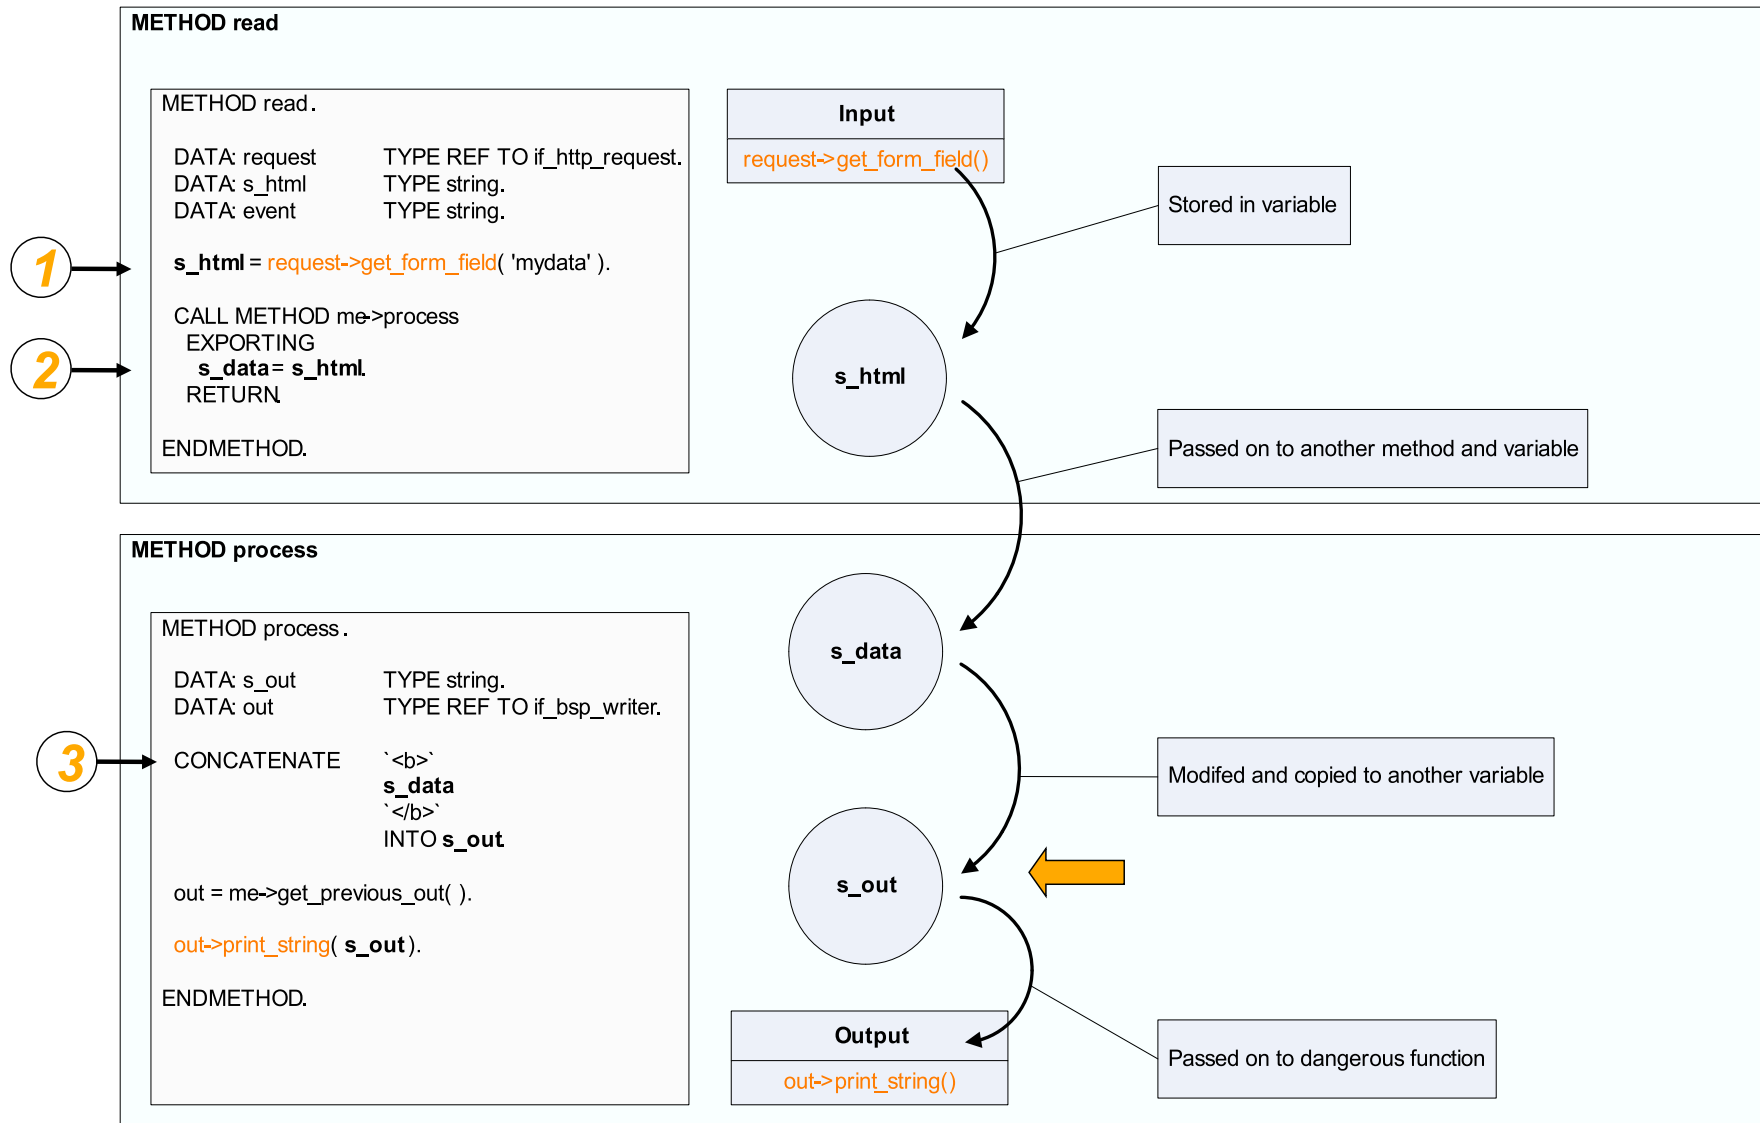 METHOD read
METHOD read.
DATA: request TYPE REF TO if_http_request.
DATA: s_html TYPE string.
DATA: event TYPE string.
1
s_html = request->get_form_field( 'mydata' ).
CALL METHOD me->process
EXPORTING
2
s_data = s_html.
RETURN.
ENDMETHOD.
Input
request->get_form_field()
Stored in variable
s_html
Passed on to another method and variable
METHOD process
METHOD process.
DATA: s_out TYPE string.
DATA: out TYPE REF TO if_bsp_writer.
3
CONCATENATE `<b>`
s_data
`</b>`
INTO s_out.
out = me->get_previous_out( ).
out->print_string( s_out ).
ENDMETHOD.
s_data
Modifed and copied to another variable
s_out
Output
out->print_string()
Passed on to dangerous function